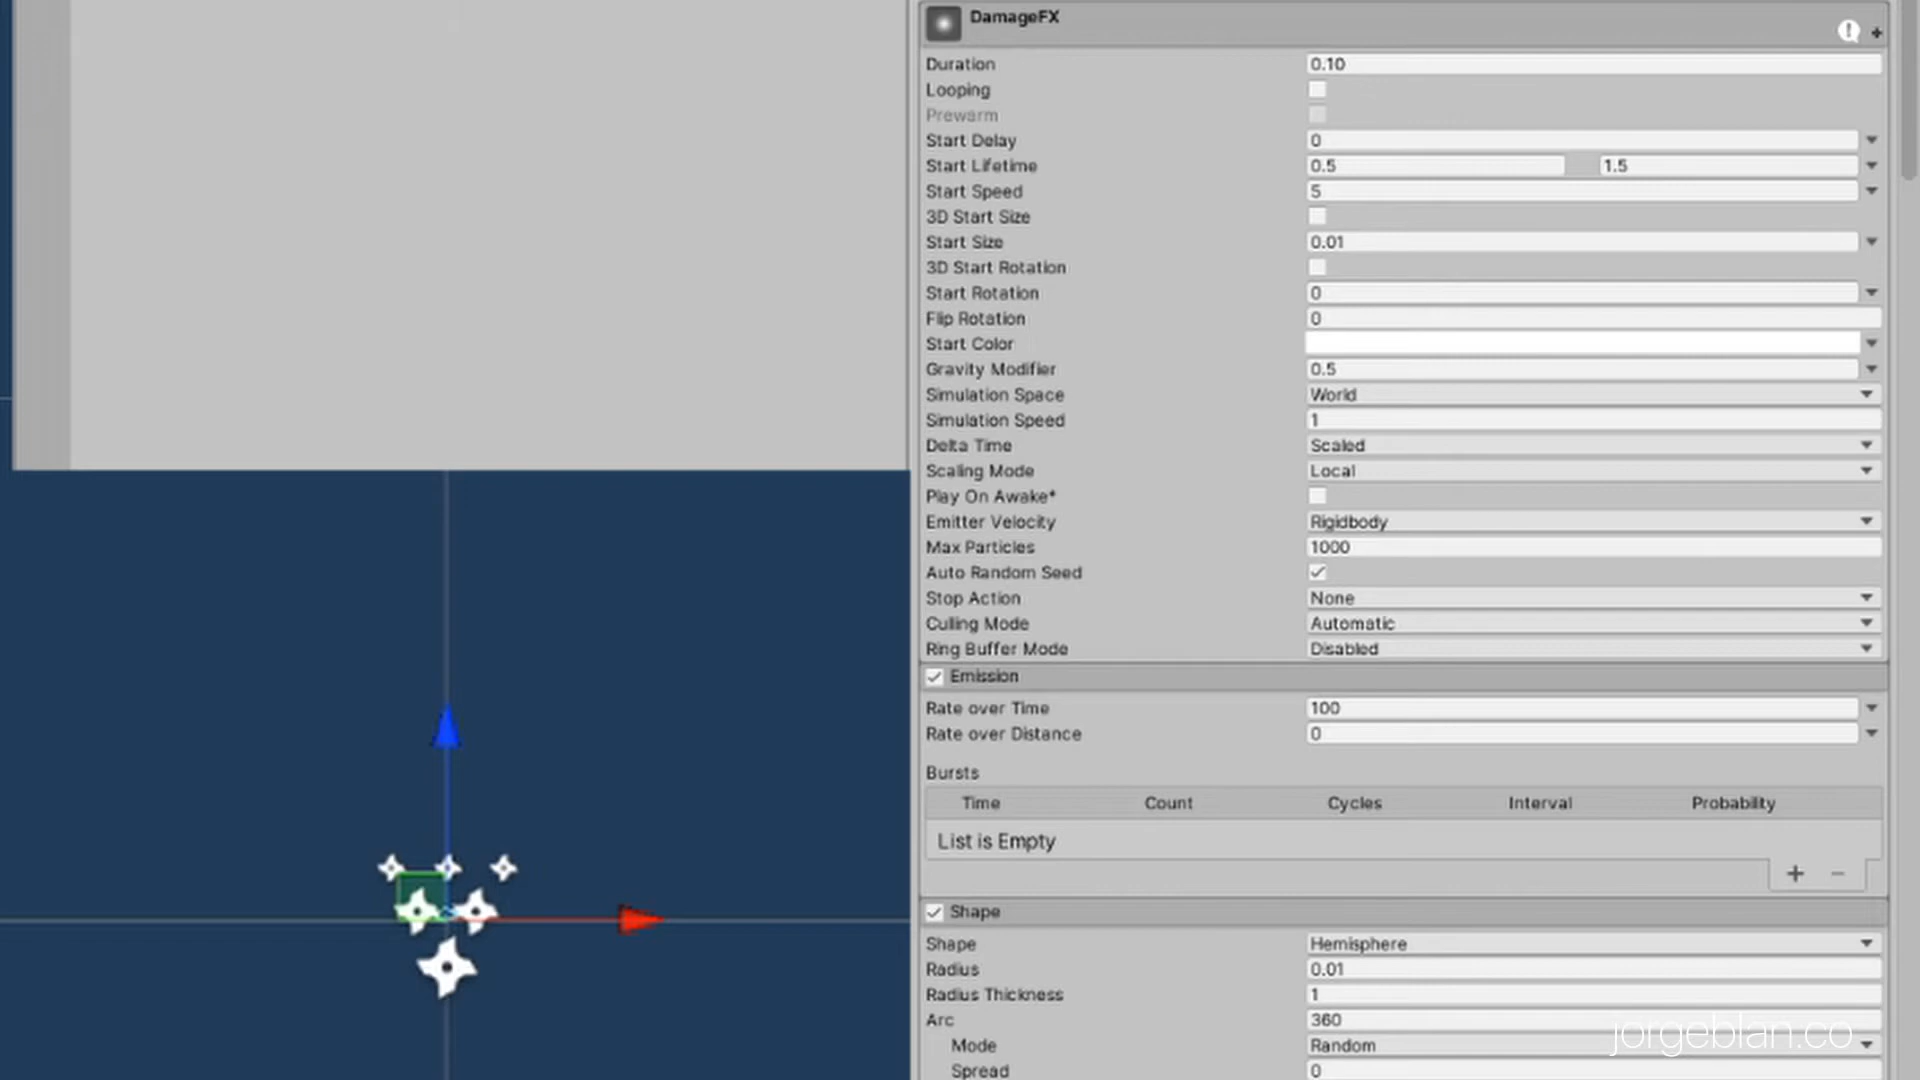 DamageFX
Duration 0.10
Looping
Prewarm
Start Delay 0
Start Lifetime 0.5 1.5
Start Speed 5
3D Start Size
Start Size 0.01
3D Start Rotation
Start Rotation 0
Flip Rotation 0
Start Color
Gravity Modifier 0.5
Simulation Space World
Simulation Speed 1
Delta Time Scaled
Scaling Mode Local
Play On Awake*
Emitter Velocity Rigidbody
Max Particles 1000
Auto Random Seed
Stop Action None
Culling Mode Automatic
Ring Buffer Mode Disabled
Emission
Rate over Time 100
Rate over Distance 0
Bursts
Time Count Cycles Interval Probability
List is Empty
Shape
Shape Hemisphere
Radius 0.01
Radius Thickness 1
Arc 360
Mode Random
Spread 0
jorgeblan.co